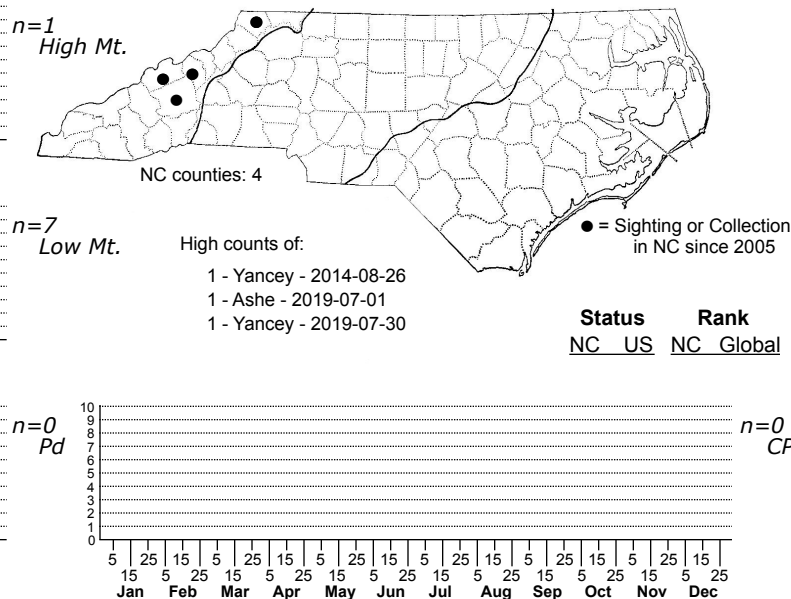 n=1
High Mt.
NC counties: 4
n=7
Low Mt.
High counts of:
1 - Yancey - 2014-08-26
1 - Ashe - 2019-07-01
1 - Yancey - 2019-07-30
● = Sighting or Collection
in NC since 2005
Status Rank
NC US NC Global
n=0
Pd
10
9
8
7
6
5
4
3
2
1
0
n=0
CP
5 25 15 5 25 15 5 25 15 5 25 15 5 25 15 5 25 15
15 5 25 15 5 25 15 5 25 15 5 25 15 5 25 15 5 25
Jan Feb Mar Apr May Jun Jul Aug Sep Oct Nov Dec